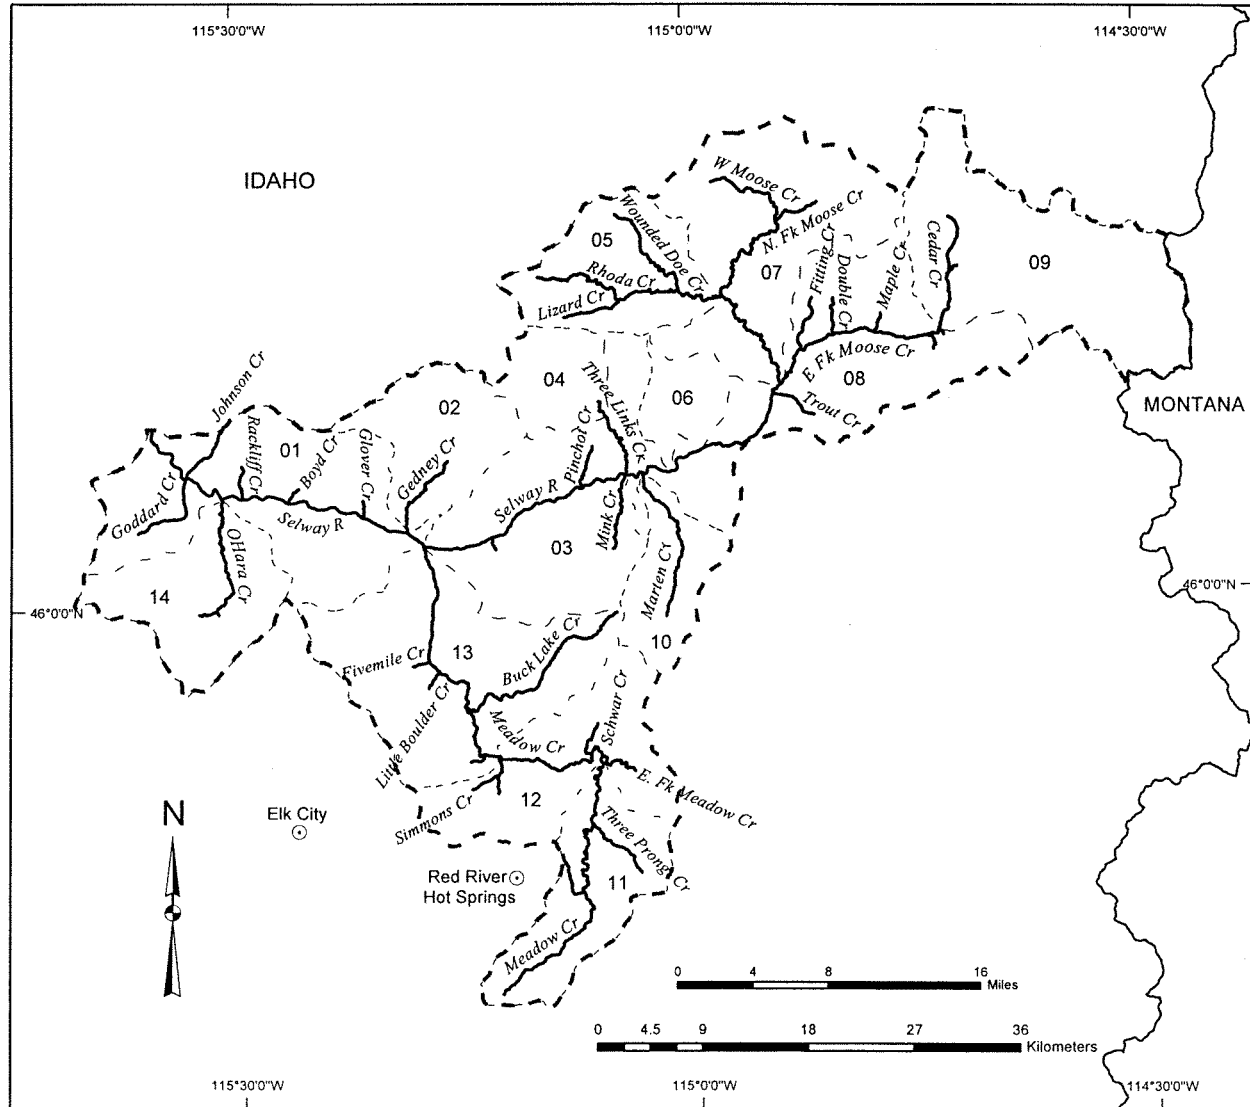 115°30'0"W
115°0'0"W
114°30'0"W
IDAHO
W Moose Cr
Wounded Doe Cr
N. Fk Moose Cr
05
Cedar Cr
09
Rhoda Cr
07
Fitting Cr
Double Cr
Maple Cr
Lizard Cr
E Fk Moose Cr
Johnson Cr
Three Links Ck
04
06
08
02
Trout Cr
MONTANA
Rackliff Cr
01
Boyd Cr
Glover Cr
Gedney Cr
Pinchot Cr
Goddard Cr
Selway R
Selway R
Mink Cr
03
OHara Cr
Marten Cr
14
46°0'0"N
46°0'0"N
10
Buck Lake Cr
Fivemile Cr
13
Little Boulder Cr
Meadow Cr
Schwar Cr
E. Fk Meadow Cr
12
Simmons Cr
N
Elk City
Three Prong Cr
Red River
Hot Springs
11
Meadow Cr
0 4 8 16
Miles
0 4.5 9 18 27 36
Kilometers
115°30'0"W
115°0'0"W
114°30'0"W